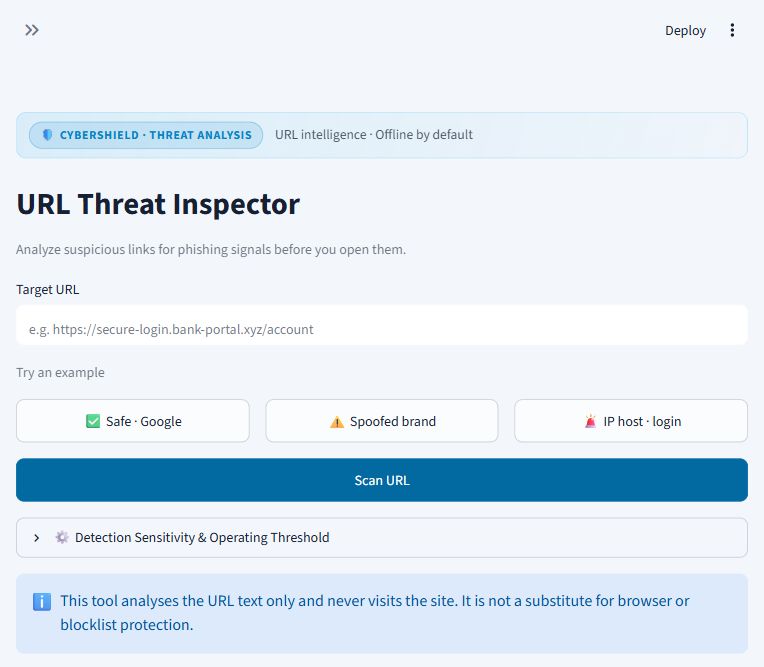 Deploy
CYBERSHIELD · THREAT ANALYSIS URL intelligence · Offline by default
URL Threat Inspector
Analyze suspicious links for phishing signals before you open them.
Target URL
e.g. https://secure-login.bank-portal.xyz/account
Try an example
Safe · Google
Spoofed brand
IP host · login
Scan URL
Detection Sensitivity & Operating Threshold
This tool analyses the URL text only and never visits the site. It is not a substitute for browser or
blocklist protection.